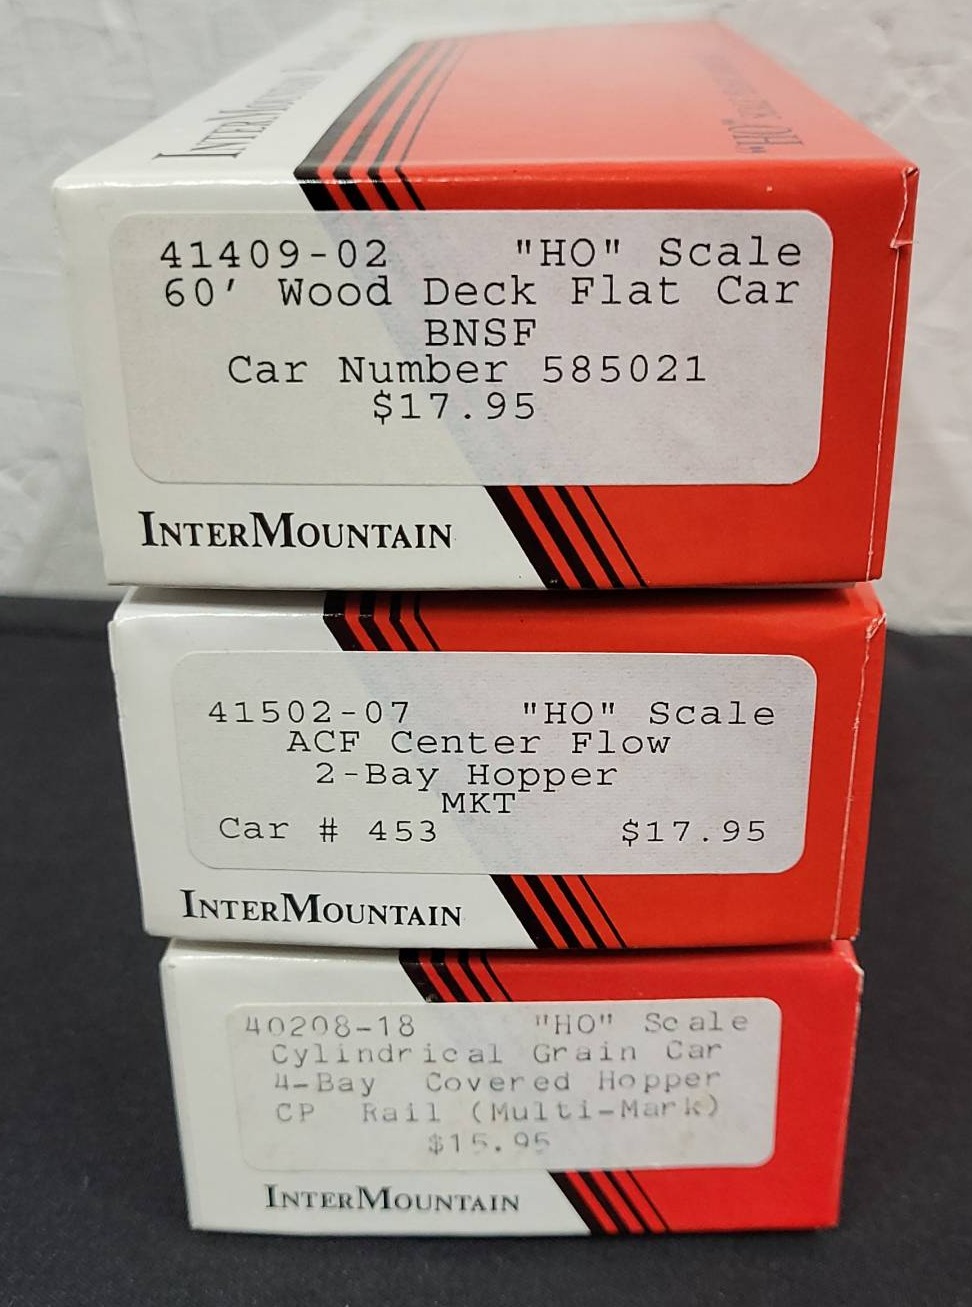 INTERMOUNTAIN
"HO"
41409-02 "HO" Scale
60' Wood Deck Flat Car
BNSF
Car Number 585021
$17.95
INTERMOUNTAIN
41502-07 "HO" Scale
ACF Center Flow
2-Bay Hopper
MKT
Car # 453 $17.95
INTERMOUNTAIN
40208-18 "HO" Scale
Cylindrical Grain Car
4-Bay Covered Hopper
CP Rail (Multi-Mark)
$15.95
INTERMOUNTAIN